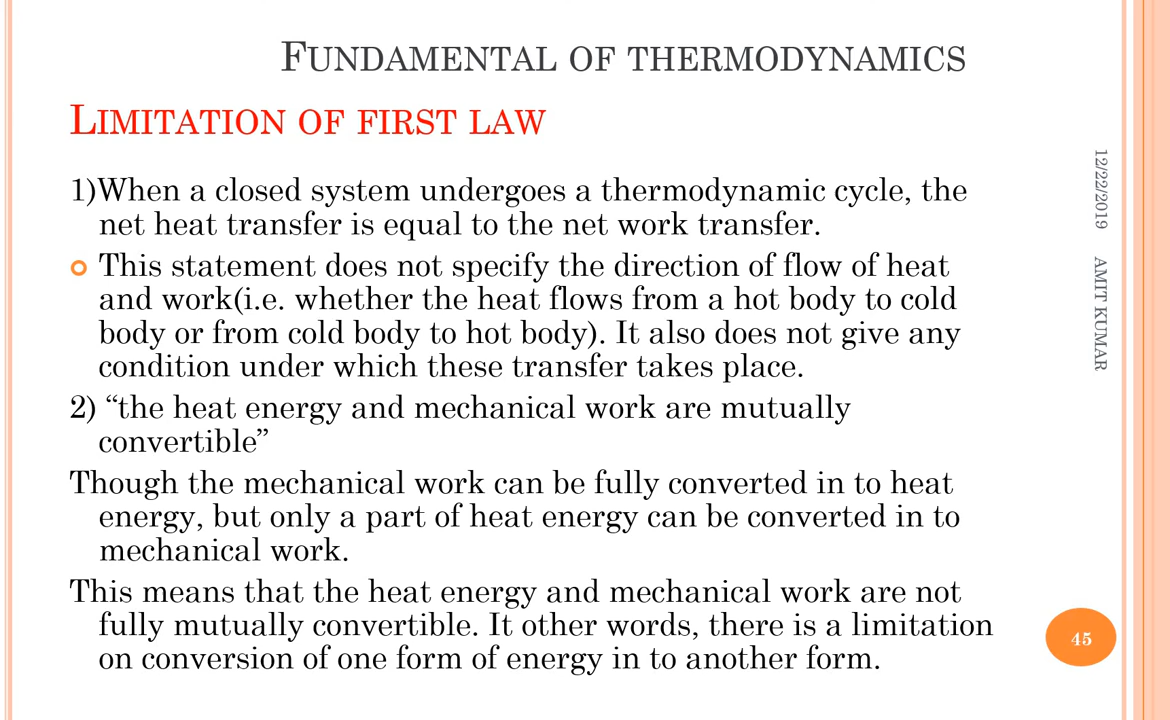 FUNDAMENTAL OF THERMODYNAMICS
LIMITATION OF FIRST LAW
1)When a closed system undergoes a thermodynamic cycle, the
net heat transfer is equal to the net work transfer.
This statement does not specify the direction of flow of heat
and work(i.e. whether the heat flows from a hot body to cold
body or from cold body to hot body). It also does not give any
condition under which these transfer takes place.
2) “the heat energy and mechanical work are mutually
convertible”
Though the mechanical work can be fully converted in to heat
energy, but only a part of heat energy can be converted in to
mechanical work.
This means that the heat energy and mechanical work are not
fully mutually convertible. It other words, there is a limitation
on conversion of one form of energy in to another form.
12/22/2019 AMIT KUMAR
45